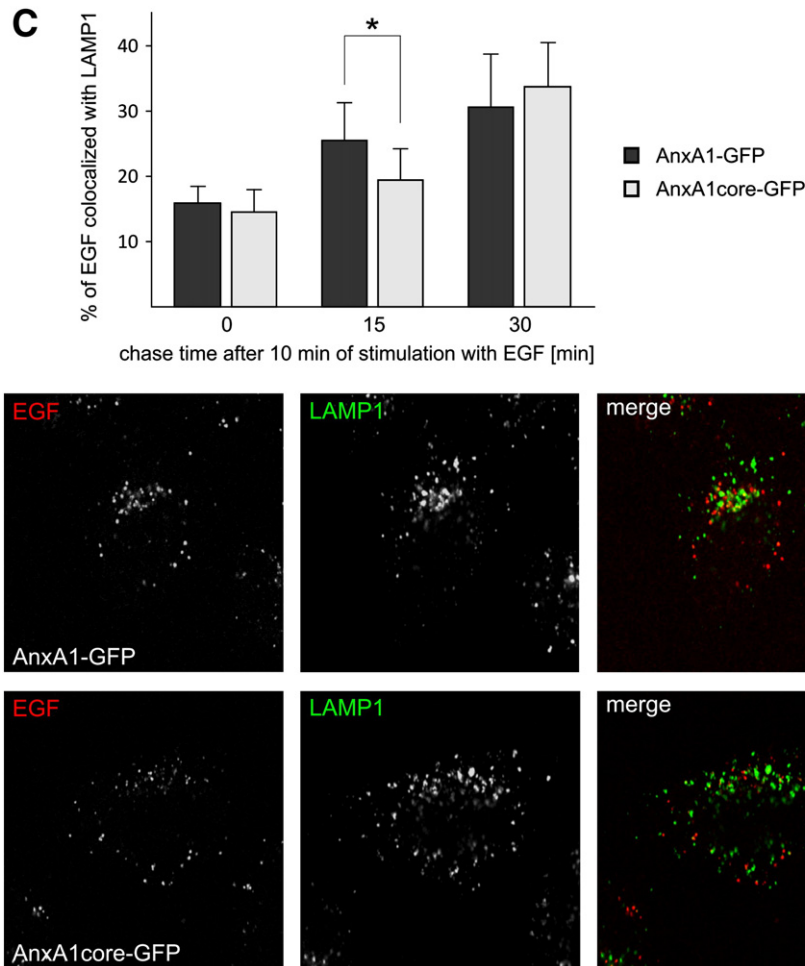 C
% of EGF colocalized with LAMP1
40
30
20
10
*
AnxA1-GFP
AnxA1core-GFP
0 15 30
chase time after 10 min of stimulation with EGF [min]
EGF LAMP1 merge
AnxA1-GFP
EGF LAMP1 merge
AnxA1core-GFP